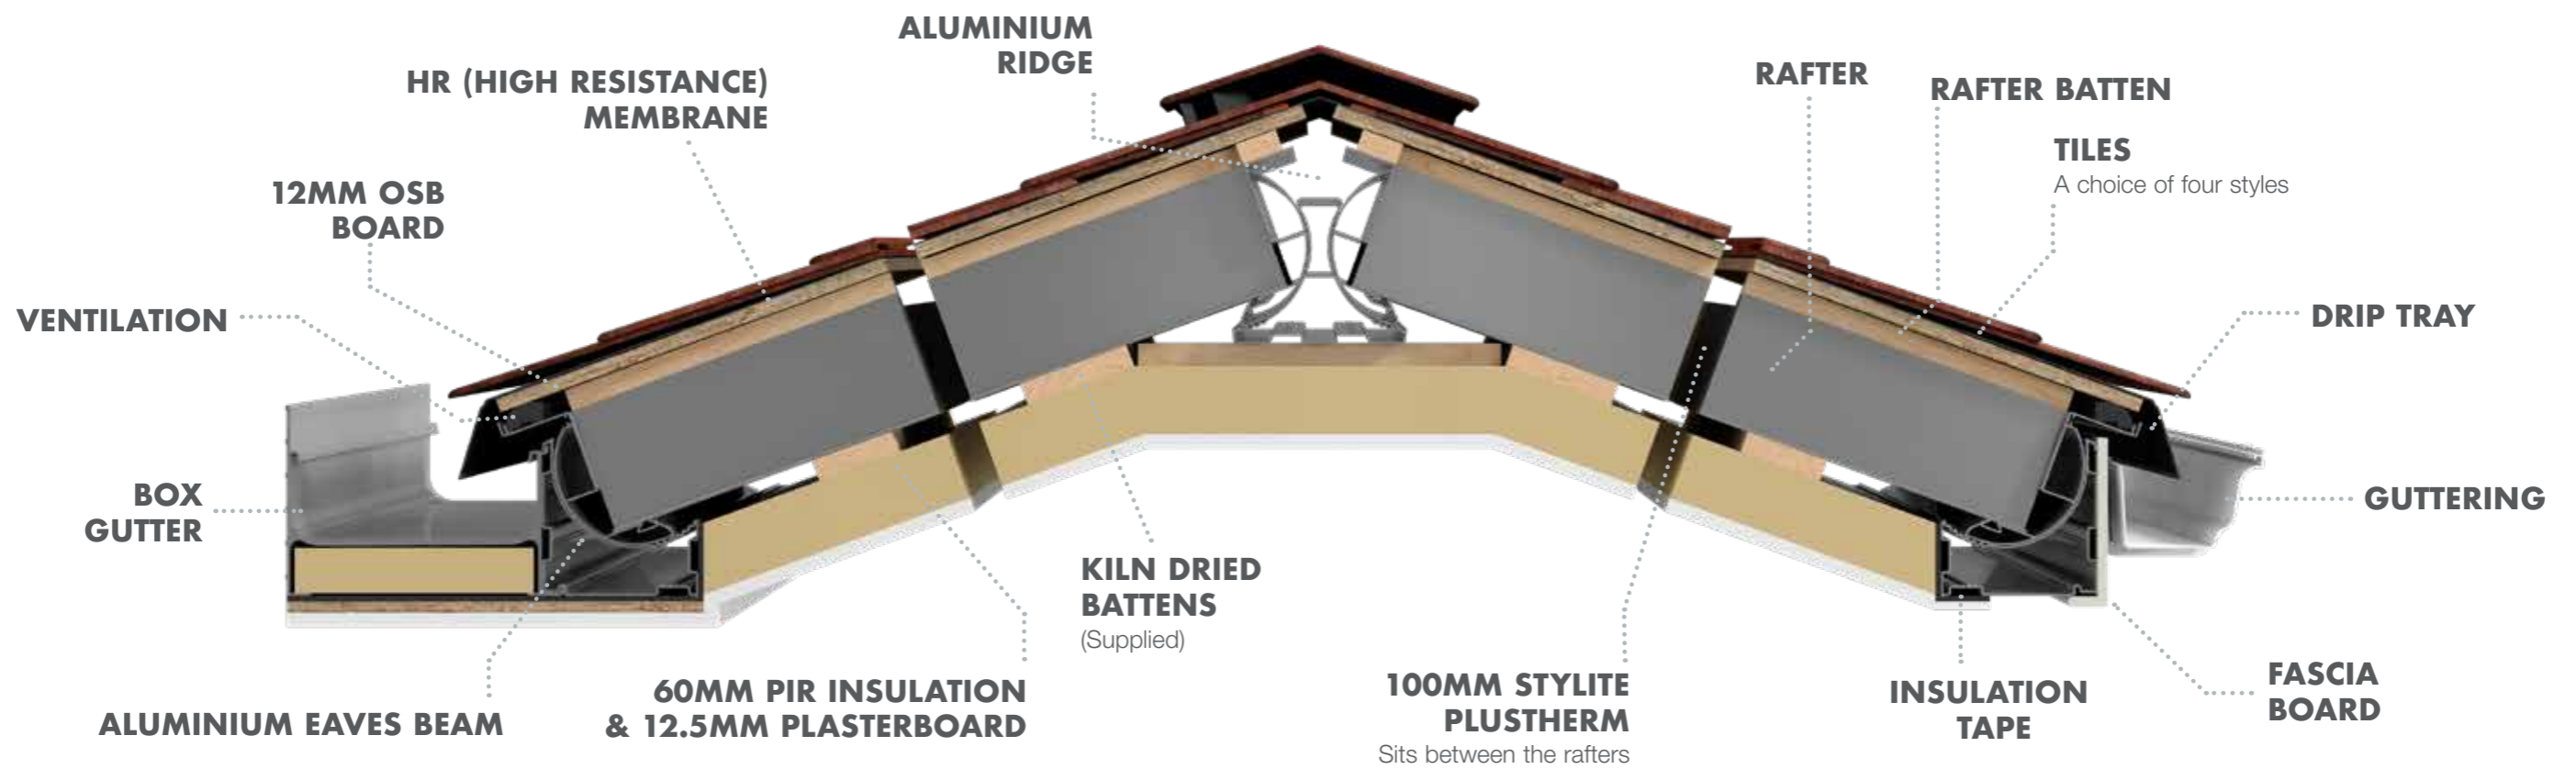 ALUMINIUM
RIDGE
HR (HIGH RESISTANCE)
MEMBRANE
RAFTER
RAFTER BATTEN
TILES
A choice of four styles
12MM OSB
BOARD
VENTILATION
DRIP TRAY
BOX
GUTTER
GUTTERING
KILN DRIED
BATTENS
(Supplied)
ALUMINIUM EAVES BEAM
60MM PIR INSULATION
& 12.5MM PLASTERBOARD
100MM STYLITE
PLUSTHERM
Sits between the rafters
INSULATION
TAPE
FASCIA
BOARD